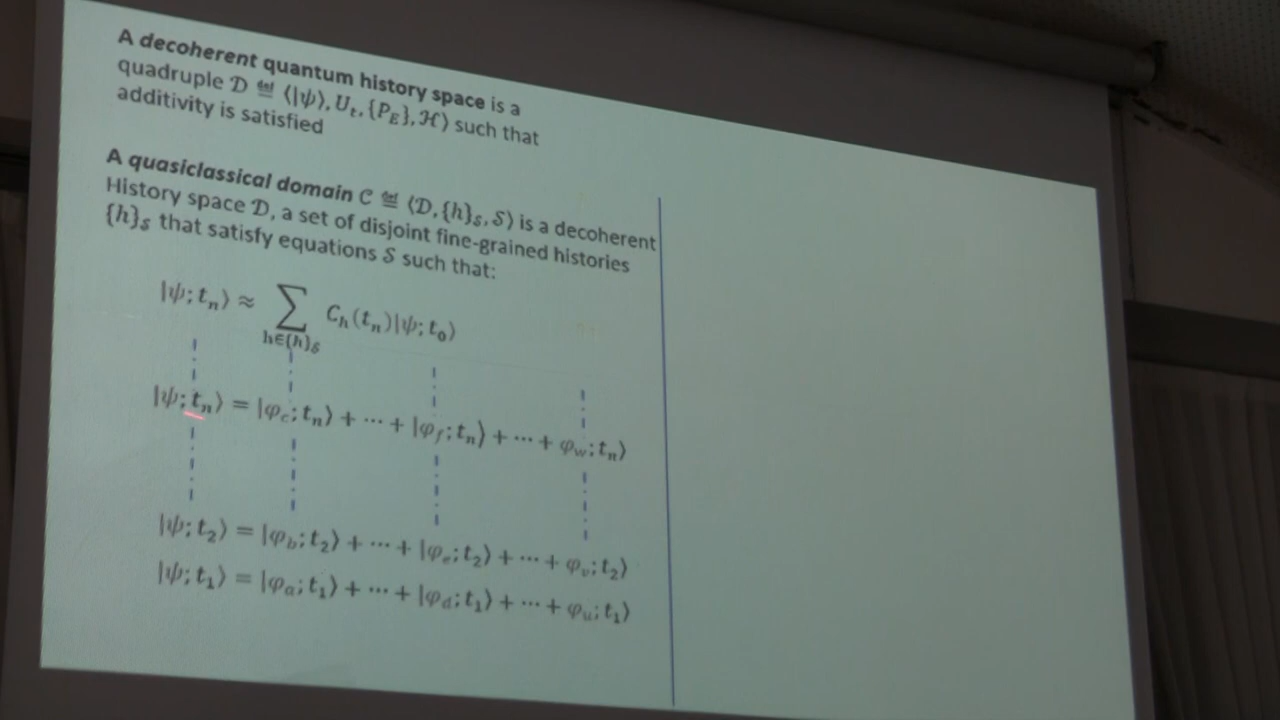 A decoherent quantum history space is a
quadruple 𝒟 ≝ ⟨|ψ⟩, U_t, {P_E}, ℋ⟩ such that
additivity is satisfied
A quasiclassical domain 𝒞 ≝ ⟨𝒟, {h}_𝒮, 𝒮⟩ is a decoherent
History space 𝒟, a set of disjoint fine-grained histories
{h}_𝒮 that satisfy equations 𝒮 such that:
|ψ; t_n⟩ ≈ ∑_{h∈{h}_𝒮} C_h(t_n)|ψ; t_0⟩
|ψ; t_n⟩ = |φ_c; t_n⟩ + ⋯ + |φ_f; t_n⟩ + ⋯ + φ_w; t_n⟩
|ψ; t_2⟩ = |φ_b; t_2⟩ + ⋯ + |φ_e; t_2⟩ + ⋯ + φ_v; t_2⟩
|ψ; t_1⟩ = |φ_a; t_1⟩ + ⋯ + |φ_d; t_1⟩ + ⋯ + φ_u; t_1⟩